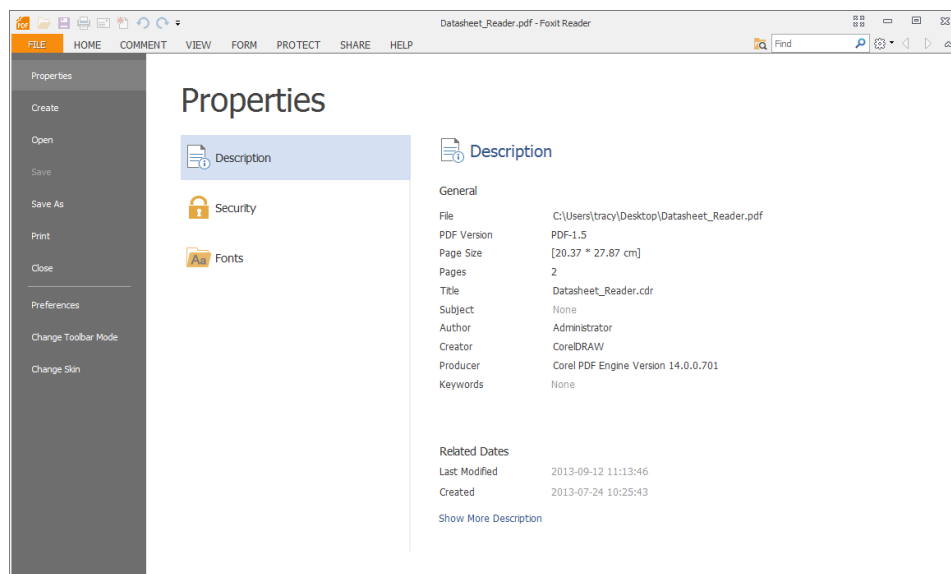 PDF
Datasheet_Reader.pdf - Foxit Reader
FILE HOME COMMENT VIEW FORM PROTECT SHARE HELP
Find
Properties
Create
Open
Save
Save As
Print
Close
Preferences
Change Toolbar Mode
Change Skin
Properties
Description
Security
Aa Fonts
Description
General
File C:\Users\tracy\Desktop\Datasheet_Reader.pdf
PDF Version PDF-1.5
Page Size [20.37 * 27.87 cm]
Pages 2
Title Datasheet_Reader.cdr
Subject None
Author Administrator
Creator CorelDRAW
Producer Corel PDF Engine Version 14.0.0.701
Keywords None
Related Dates
Last Modified 2013-09-12 11:13:46
Created 2013-07-24 10:25:43
Show More Description